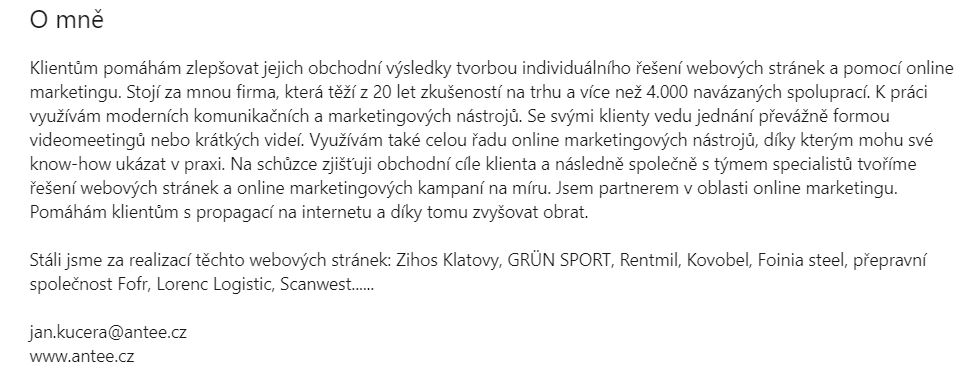 O mně
Klientům pomáhám zlepšovat jejich obchodní výsledky tvorbou individuálního řešení webových stránek a pomocí online
marketingu. Stojí za mnou firma, která těží z 20 let zkušeností na trhu a více než 4.000 navázaných spoluprací. K práci
využívám moderních komunikačních a marketingových nástrojů. Se svými klienty vedu jednání převážně formou
videomeetingů nebo krátkých videí. Využívám také celou řadu online marketingových nástrojů, díky kterým mohu své
know-how ukázat v praxi. Na schůzce zjišťuji obchodní cíle klienta a následně společně s týmem specialistů tvoříme
řešení webových stránek a online marketingových kampaní na míru. Jsem partnerem v oblasti online marketingu.
Pomáhám klientům s propagací na internetu a díky tomu zvyšovat obrat.
Stáli jsme za realizací těchto webových stránek: Zihos Klatovy, GRÜN SPORT, Rentmil, Kovobel, Foinia steel, přepravní
společnost Fofr, Lorenc Logistic, Scanwest......
jan.kucera@antee.cz
www.antee.cz